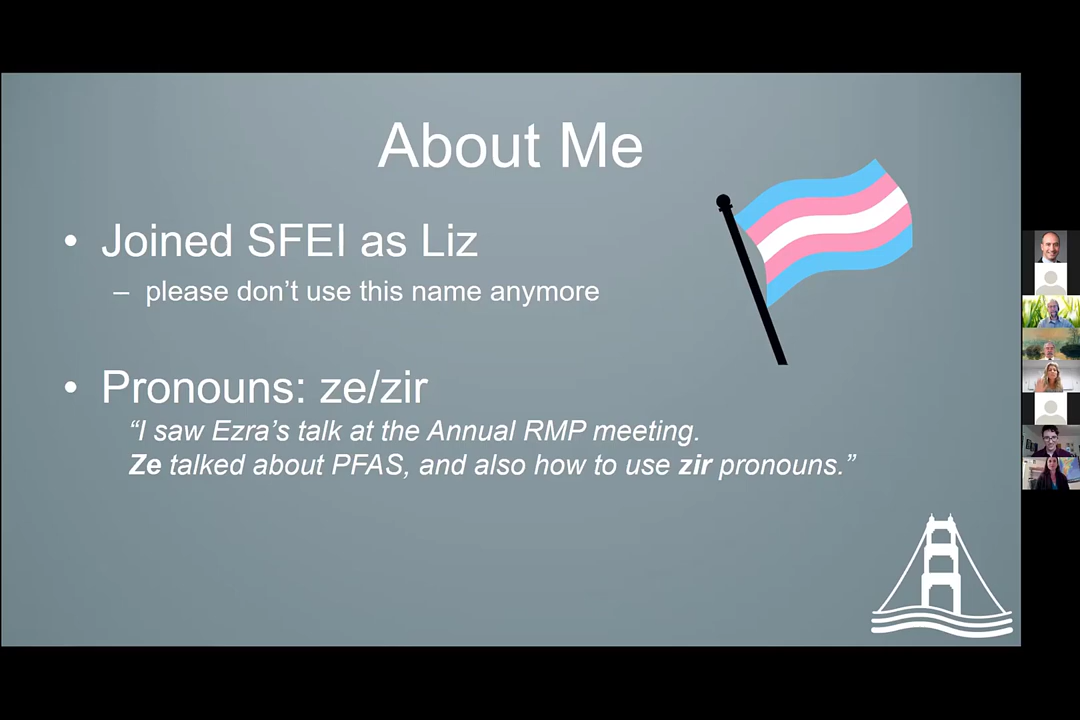 About Me
• Joined SFEI as Liz
– please don’t use this name anymore
• Pronouns: ze/zir
“I saw Ezra’s talk at the Annual RMP meeting.
Ze talked about PFAS, and also how to use zir pronouns.”